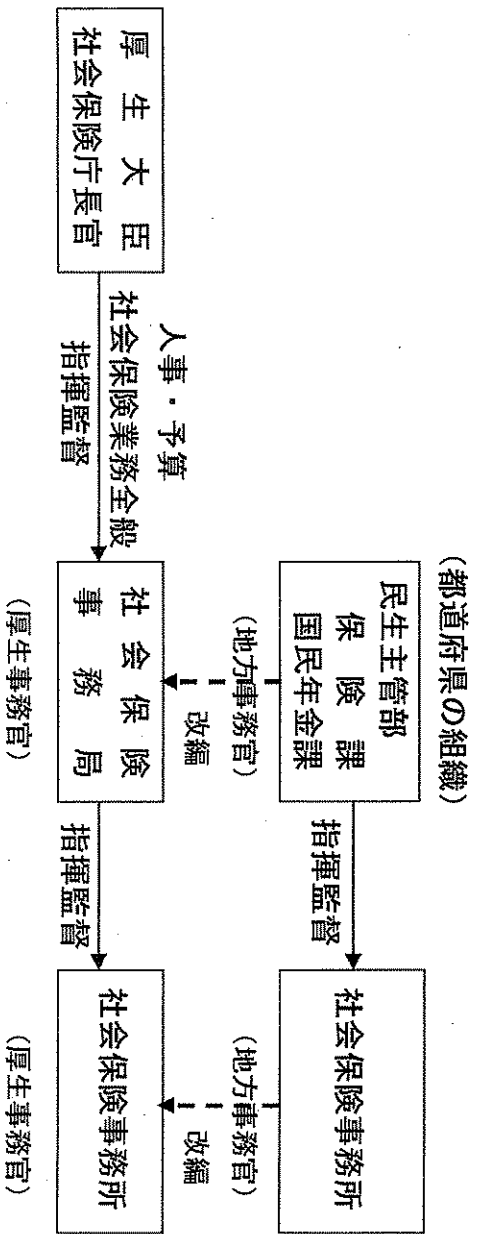 (都道府県の組織)
民生主管部
保険課
国民年金課
指揮監督
社会保険事務所
(地方事務官)
改編
(地方事務官)
改編
厚生大臣
社会保険庁長官
人事・予算
社会保険業務全般
指揮監督
社会保険
事務局
指揮監督
社会保険事務所
(厚生事務官)
(厚生事務官)